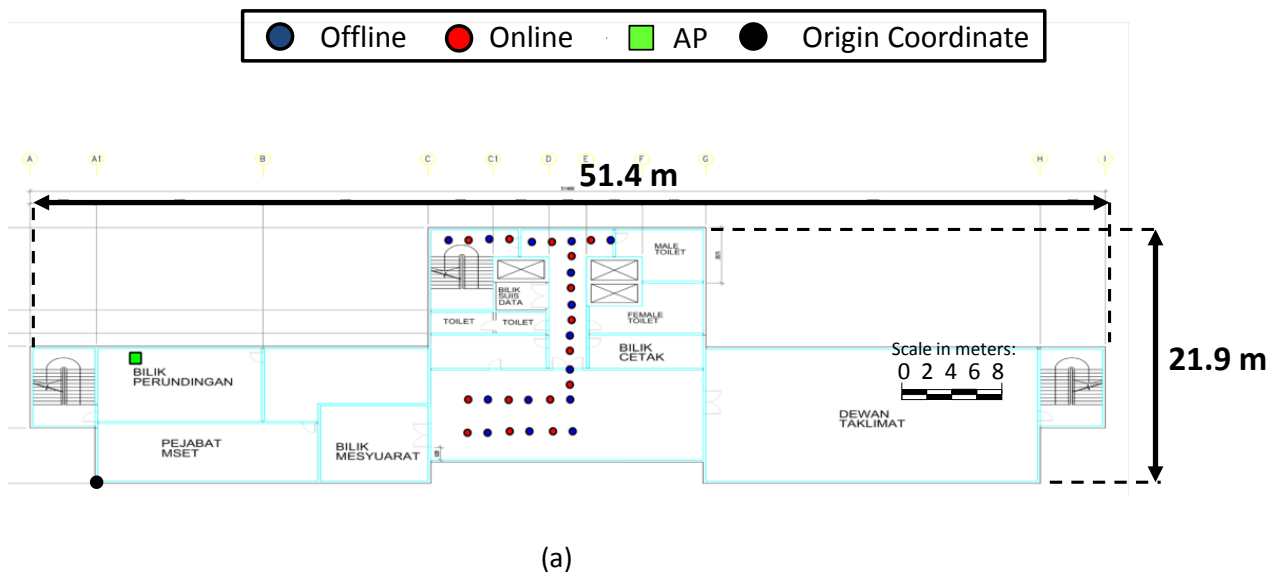 Offline Online AP Origin Coordinate
A A1 B C C1 D E F G H I
51.4 m
MALE
TOILET
BILIK
SUIS
DATA
TOILET TOILET
FEMALE
TOILET
BILIK
CETAK
Scale in meters:
0 2 4 6 8
21.9 m
BILIK
PERUNDINGAN
DEWAN
TAKLIMAT
PEJABAT
MSET
BILIK
MESYUARAT
(a)